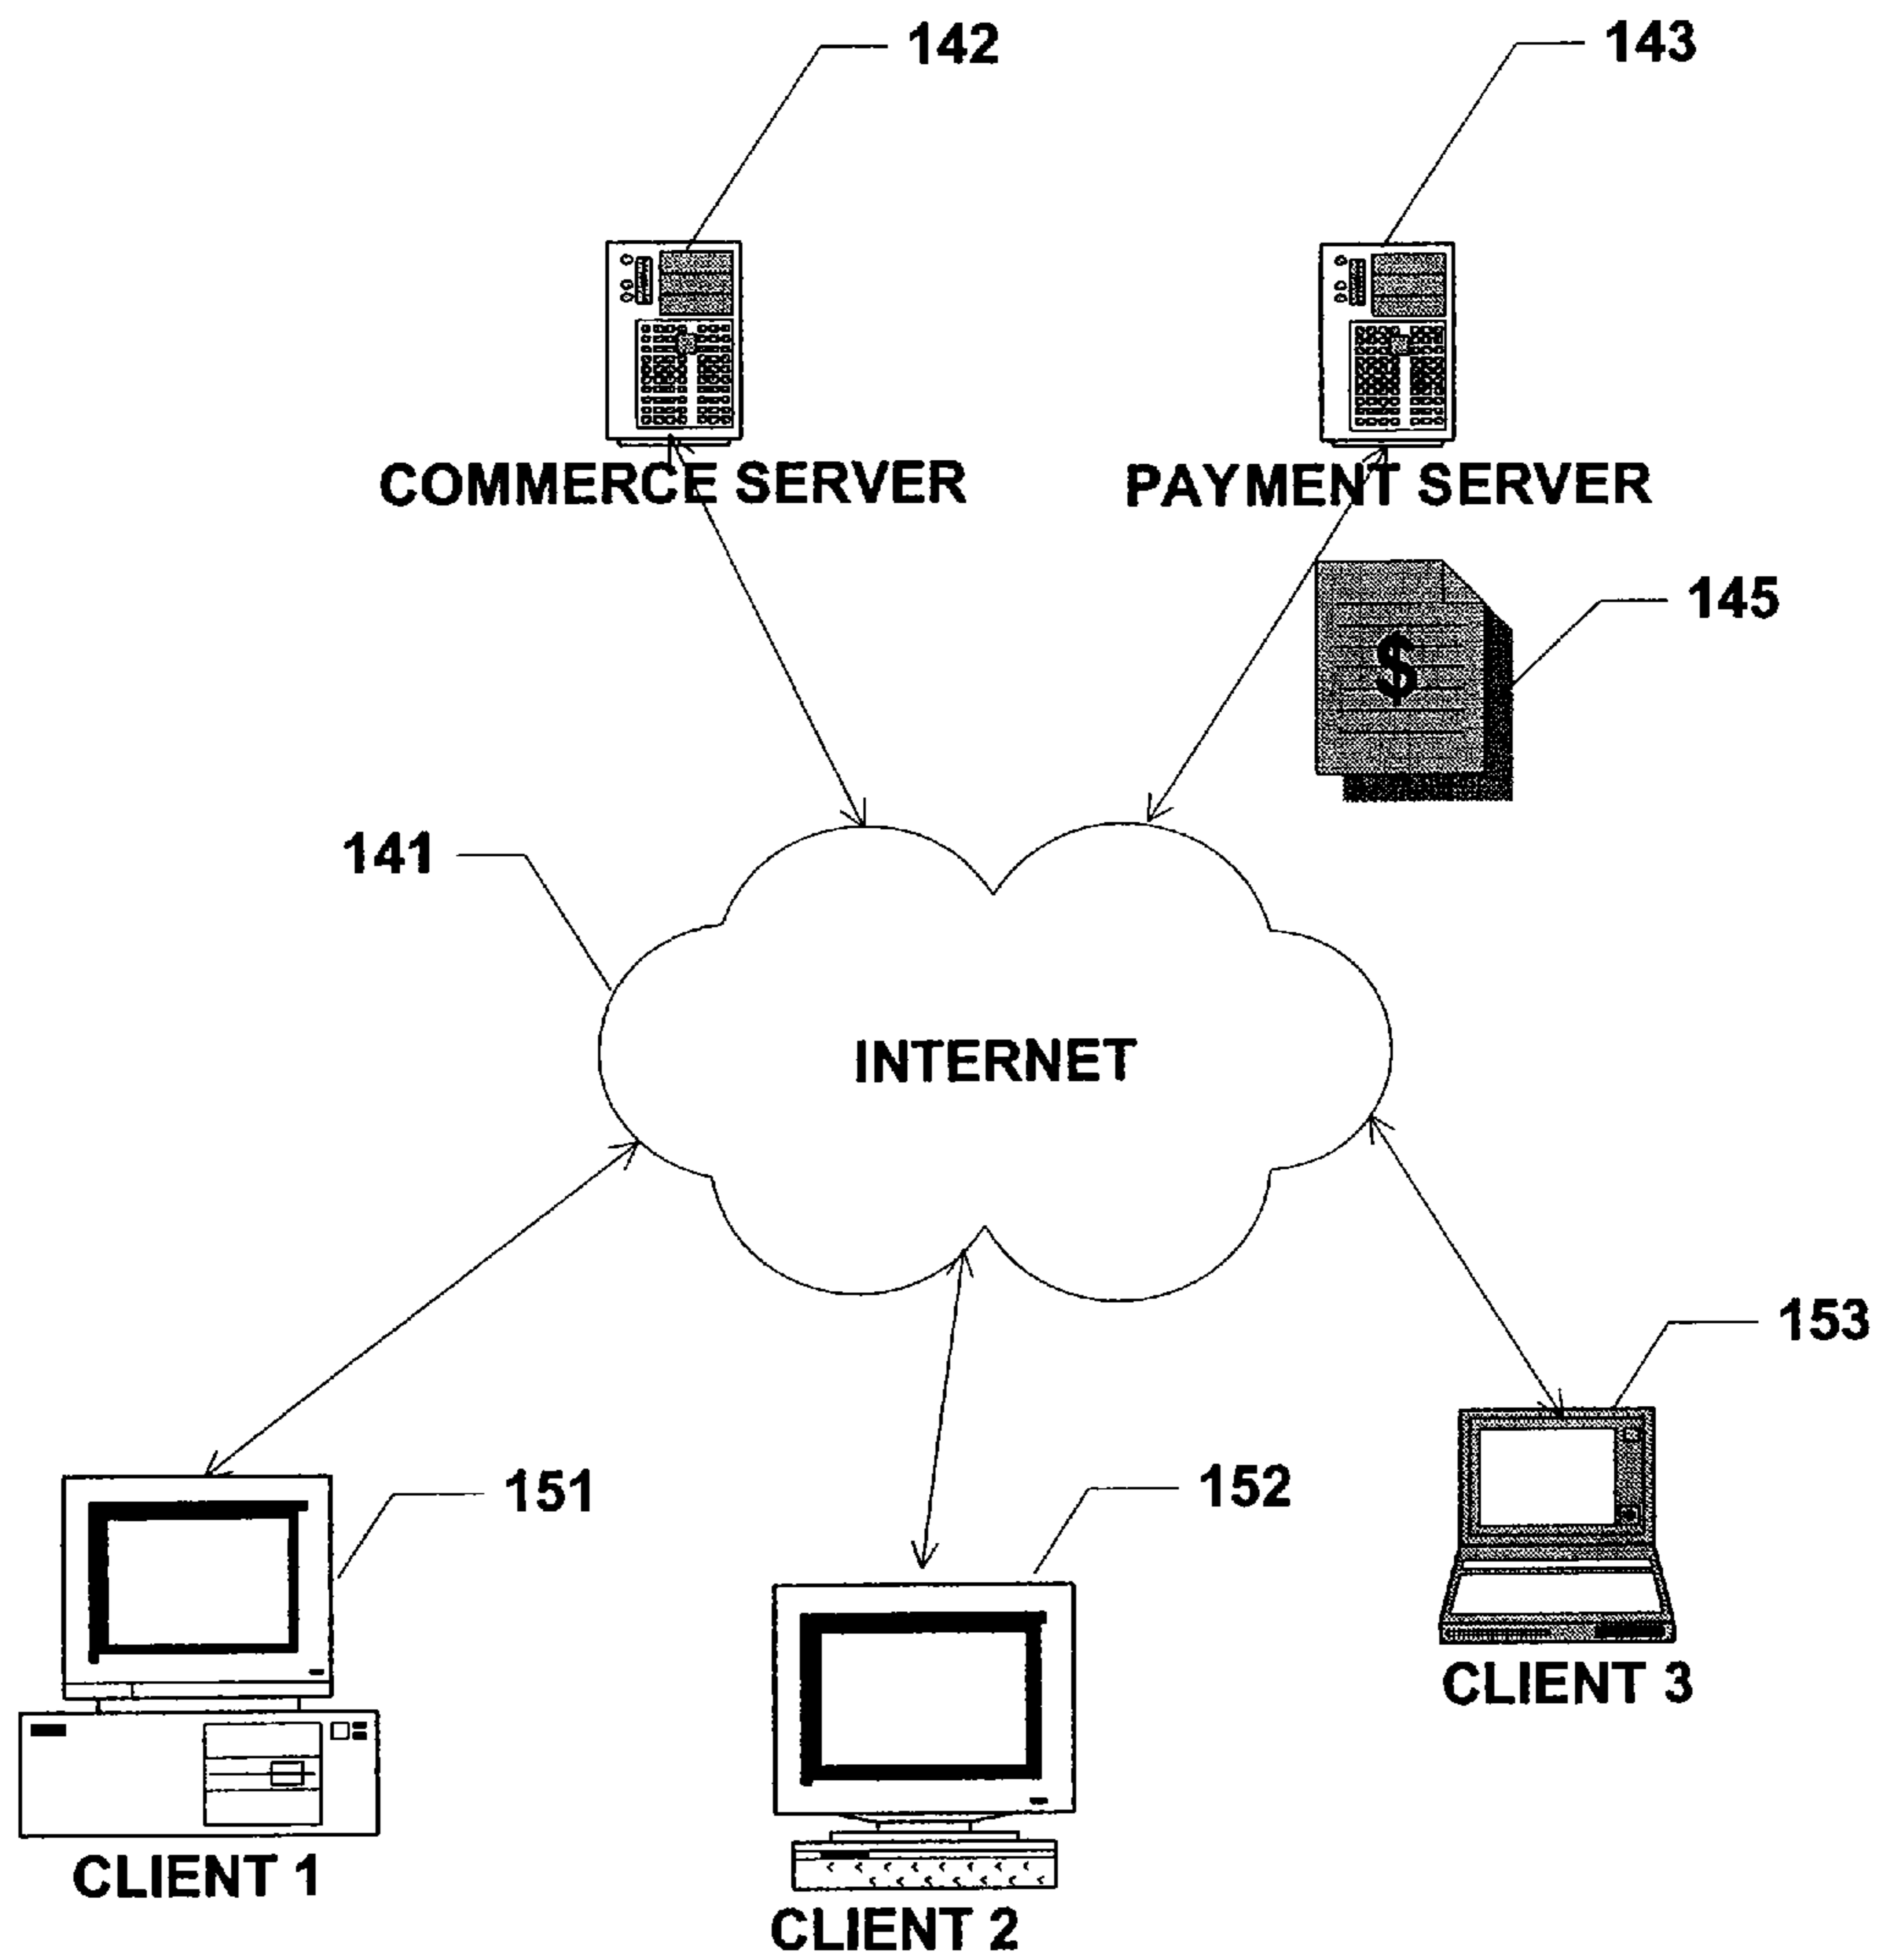 142
143
COMMERCE SERVER
PAYMENT SERVER
145
$
141
INTERNET
153
151
152
CLIENT 3
CLIENT 1
CLIENT 2